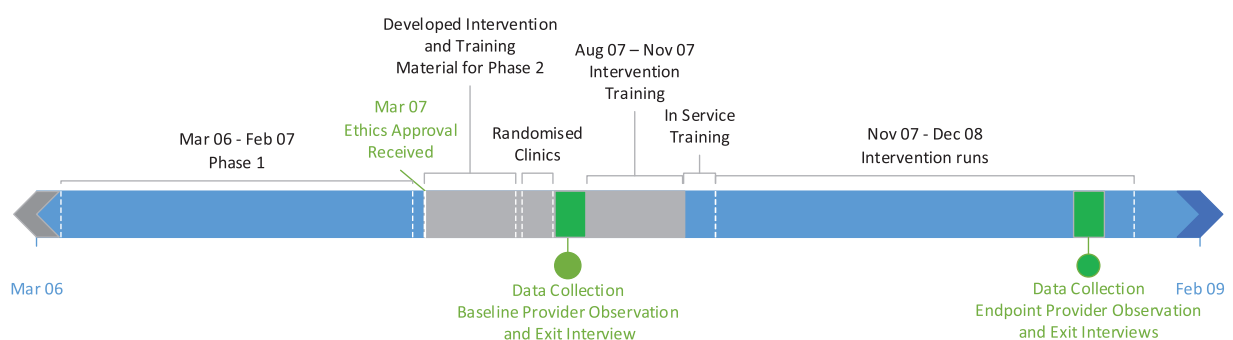 Developed Intervention
and Training
Material for Phase 2
Aug 07 – Nov 07
Intervention
Training
Mar 07
Ethics Approval
Received
In Service
Training
Mar 06 - Feb 07
Phase 1
Randomised
Clinics
Nov 07 - Dec 08
Intervention runs
Mar 06
Data Collection
Baseline Provider Observation
and Exit Interview
Data Collection
Endpoint Provider Observation
and Exit Interviews
Feb 09